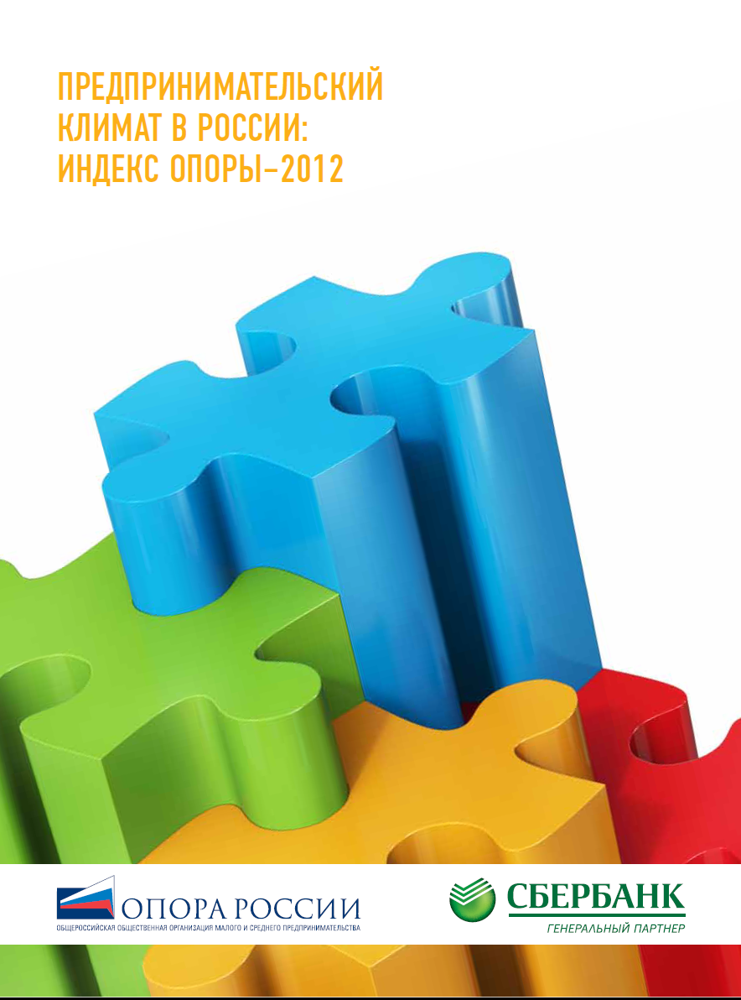 ПРЕДПРИНИМАТЕЛЬСКИЙ
КЛИМАТ В РОССИИ:
ИНДЕКС ОПОРЫ–2012
ОПОРА РОССИИ
ОБЩЕРОССИЙСКАЯ ОБЩЕСТВЕННАЯ ОРГАНИЗАЦИЯ МАЛОГО И СРЕДНЕГО ПРЕДПРИНИМАТЕЛЬСТВА
СБЕРБАНК
ГЕНЕРАЛЬНЫЙ ПАРТНЕР